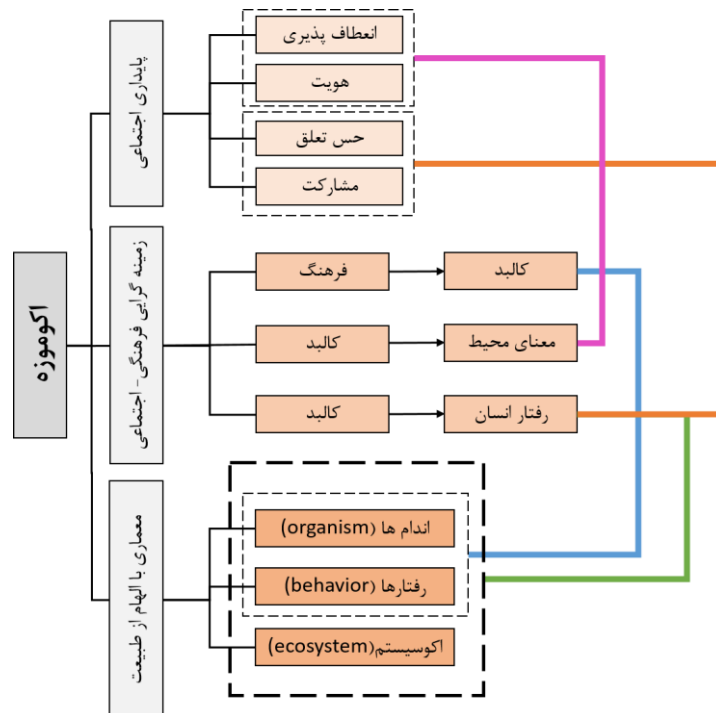 اکوموزه
پایداری اجتماعی
انعطاف پذیری
هویت
حس تعلق
مشارکت
زمینه گرایی فرهنگی - اجتماعی
فرهنگ
کالبد
کالبد
معنای محیط
کالبد
رفتار انسان
معماری با الهام از طبیعت
اندام ها (organism)
رفتارها (behavior)
اکوسیستم(ecosystem)